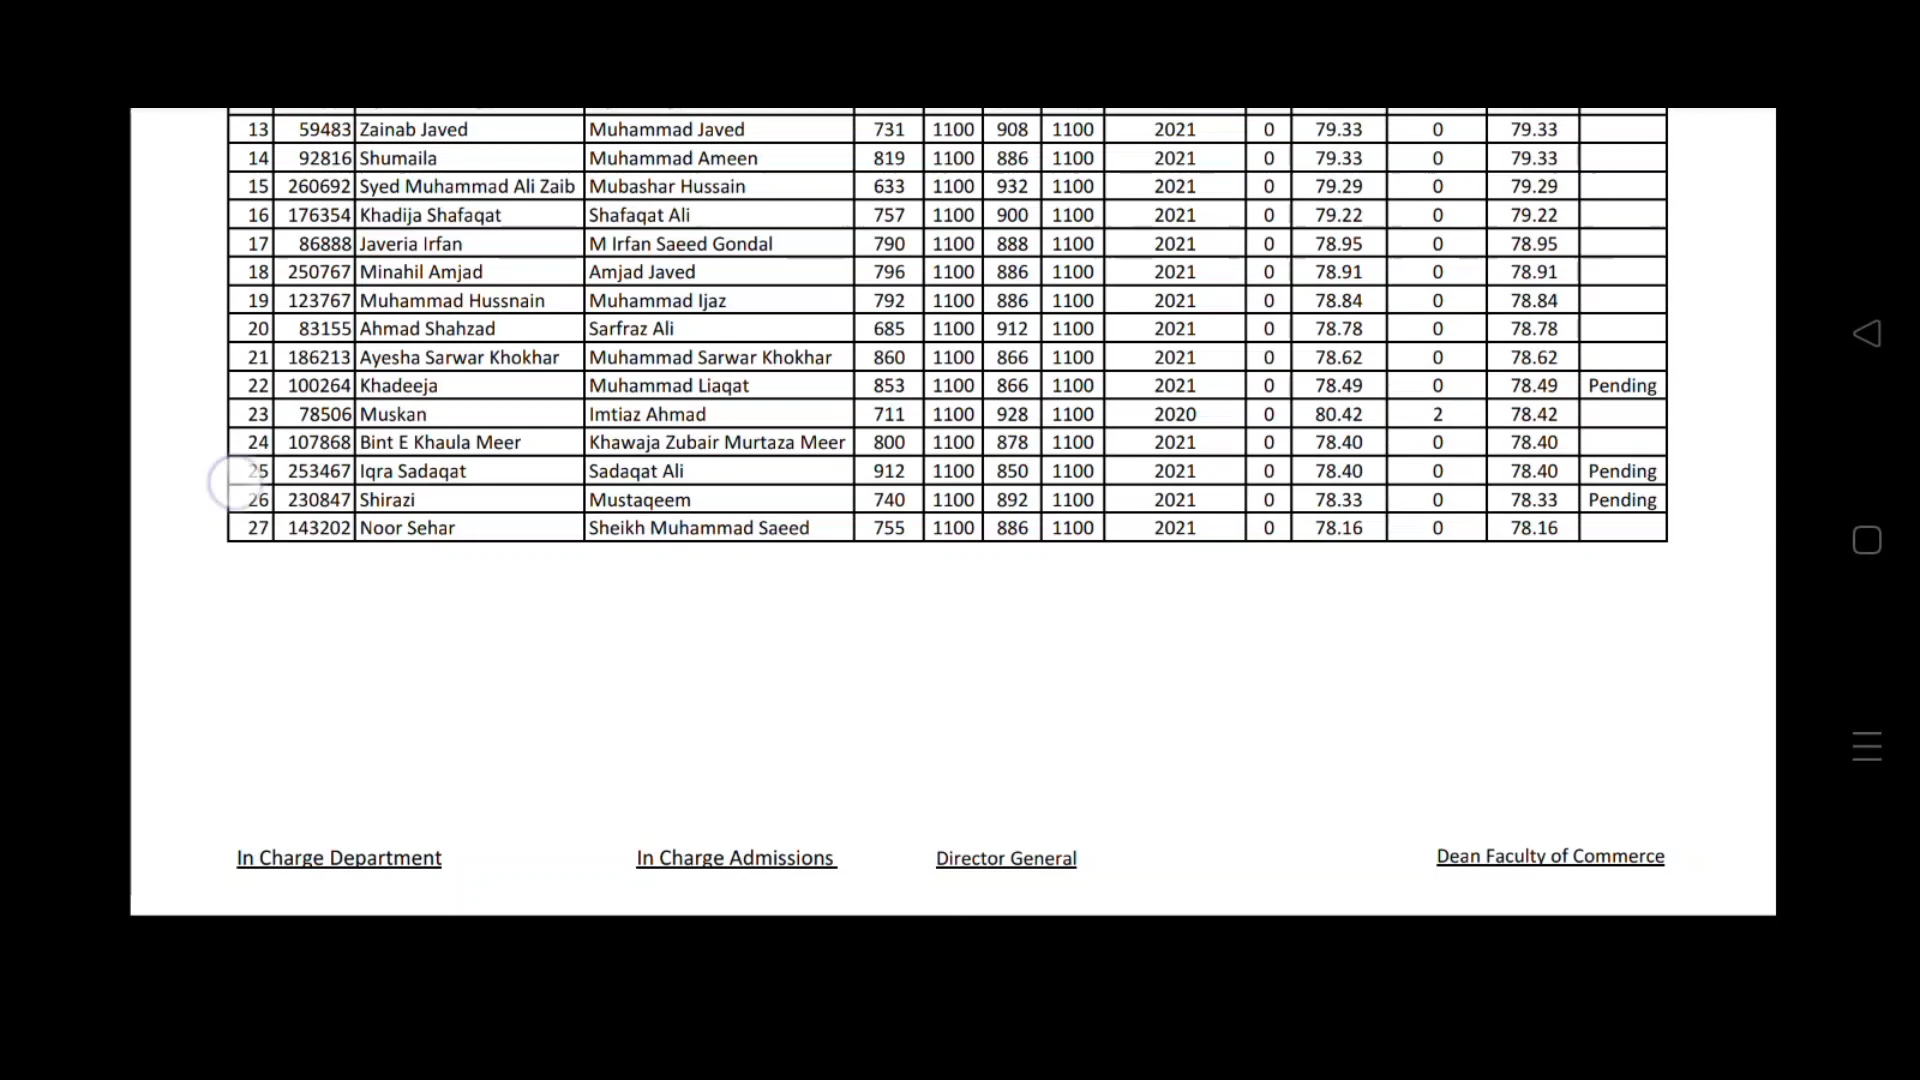 13 59483 Zainab Javed Muhammad Javed 731 1100 908 1100 2021 0 79.33 0 79.33
14 92816 Shumaila Muhammad Ameen 819 1100 886 1100 2021 0 79.33 0 79.33
15 260692 Syed Muhammad Ali Zaib Mubashar Hussain 633 1100 932 1100 2021 0 79.29 0 79.29
16 176354 Khadija Shafaqat Shafaqat Ali 757 1100 900 1100 2021 0 79.22 0 79.22
17 86888 Javeria Irfan M Irfan Saeed Gondal 790 1100 888 1100 2021 0 78.95 0 78.95
18 250767 Minahil Amjad Amjad Javed 796 1100 886 1100 2021 0 78.91 0 78.91
19 123767 Muhammad Hussnain Muhammad Ijaz 792 1100 886 1100 2021 0 78.84 0 78.84
20 83155 Ahmad Shahzad Sarfraz Ali 685 1100 912 1100 2021 0 78.78 0 78.78
21 186213 Ayesha Sarwar Khokhar Muhammad Sarwar Khokhar 860 1100 866 1100 2021 0 78.62 0 78.62
22 100264 Khadeeja Muhammad Liaqat 853 1100 866 1100 2021 0 78.49 0 78.49 Pending
23 78506 Muskan Imtiaz Ahmad 711 1100 928 1100 2020 0 80.42 2 78.42
24 107868 Bint E Khaula Meer Khawaja Zubair Murtaza Meer 800 1100 878 1100 2021 0 78.40 0 78.40
25 253467 Iqra Sadaqat Sadaqat Ali 912 1100 850 1100 2021 0 78.40 0 78.40 Pending
26 230847 Shirazi Mustaqeem 740 1100 892 1100 2021 0 78.33 0 78.33 Pending
27 143202 Noor Sehar Sheikh Muhammad Saeed 755 1100 886 1100 2021 0 78.16 0 78.16
In Charge Department In Charge Admissions Director General Dean Faculty of Commerce